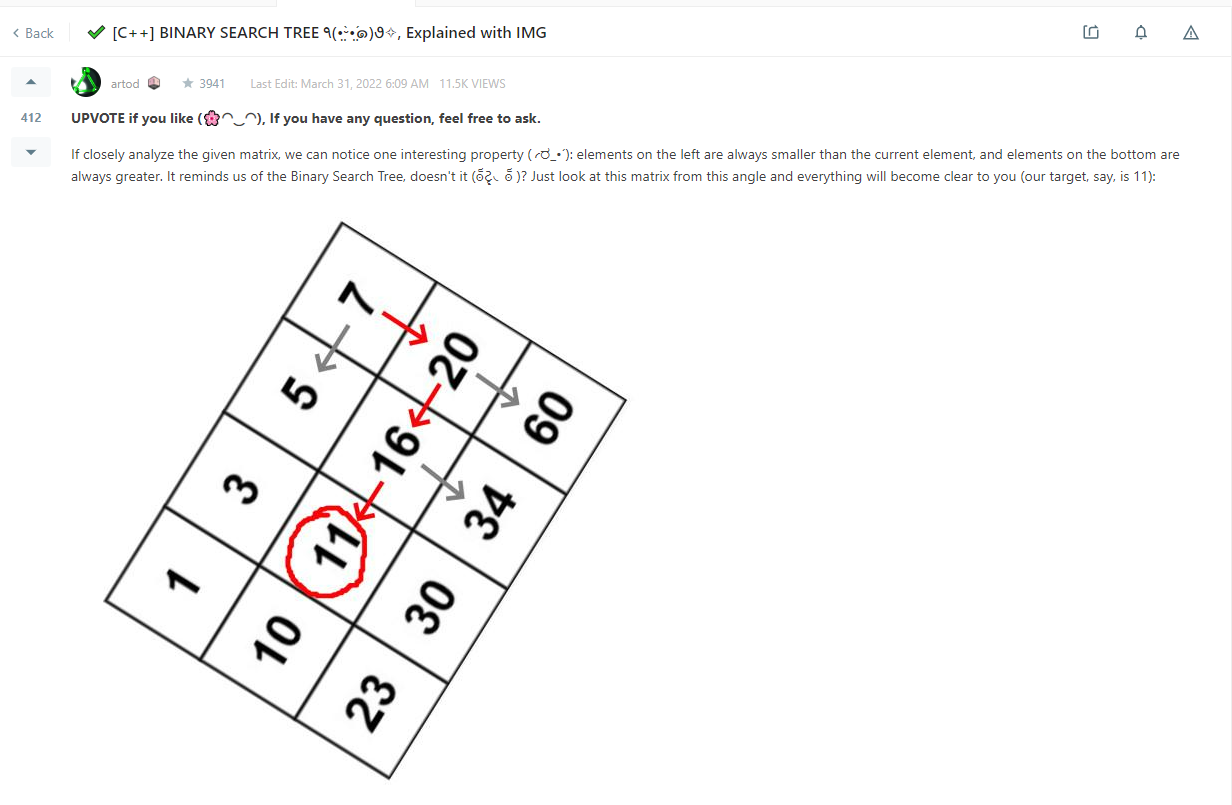 Back
[C++] BINARY SEARCH TREE ٩(•̤̀ᵕ•̤́๑)૭✧, Explained with IMG
artod
3941
Last Edit: March 31, 2022 6:09 AM
11.5K VIEWS
412
UPVOTE if you like (🌸◠‿◠), If you have any question, feel free to ask.
If closely analyze the given matrix, we can notice one interesting property ( ˊᗜ_•´): elements on the left are always smaller than the current element, and elements on the bottom are
always greater. It reminds us of the Binary Search Tree, doesn't it? Just look at this matrix from this angle and everything will become clear to you (our target, say, is 11):
7
20
60
5
16
34
3
11
30
1
10
23